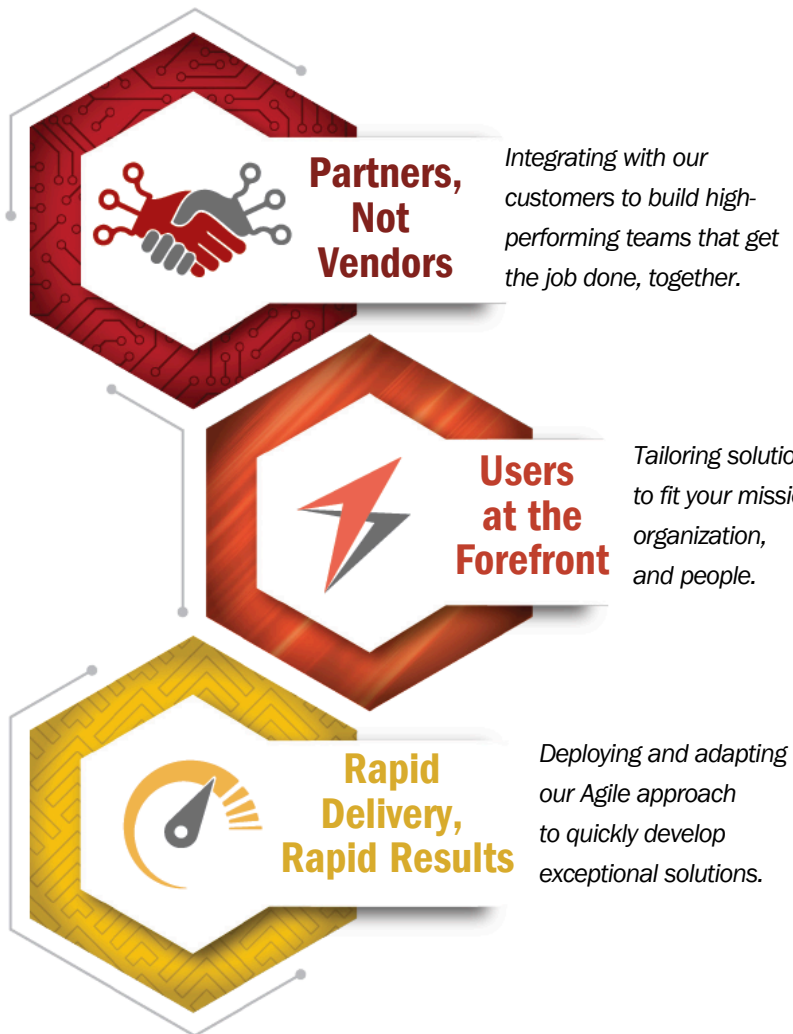 Partners,
Not
Vendors
Integrating with our
customers to build high-
performing teams that get
the job done, together.
Users
at the
Forefront
Tailoring
to fit your
organization,
and people.
Rapid
Delivery,
Rapid Results
Deploying and adapting
our Agile approach
to quickly develop
exceptional solutions.